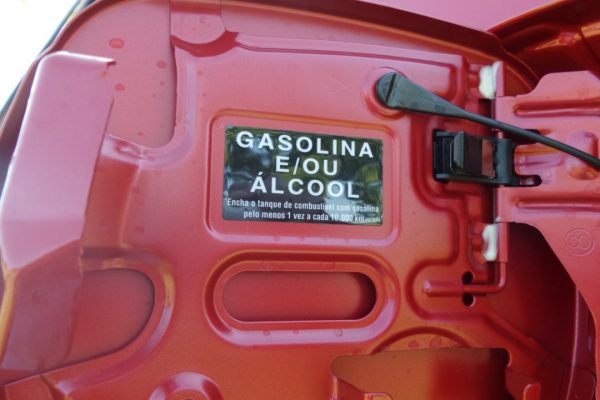 GASOLINA
E/OU
ÁLCOOL
Encha o tanque de combustível com gasolina
pelo menos 1 vez a cada 10.000 km